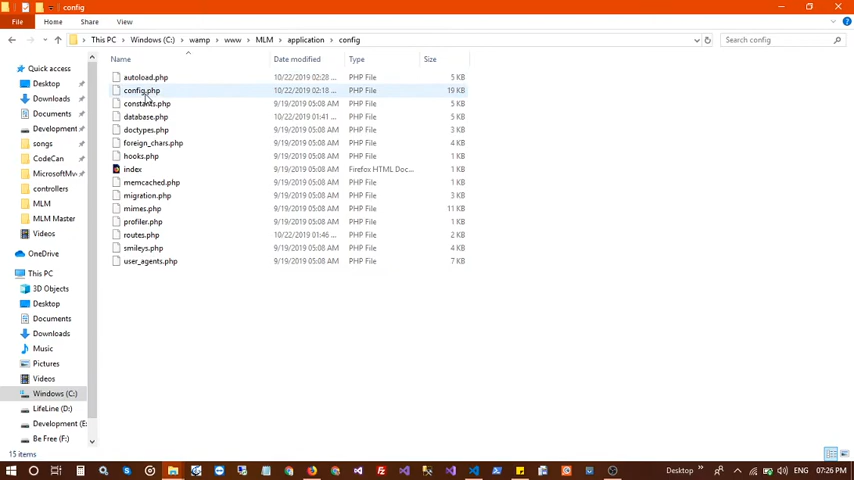 config
File Home Share View
This PC Windows (C:) wamp www MLM application config Search config
Name Date modified Type Size
Quick access
Desktop
Downloads
Documents
Development
songs
CodeCan
MicrosoftMv
controllers
MLM
MLM Master
Videos
OneDrive
This PC
3D Objects
Desktop
Documents
Downloads
Music
Pictures
Videos
Windows (C:)
LifeLine (D:)
Development (E:
Be Free (F:)
autoload.php 10/22/2019 02:28 ... PHP File 5 KB
config.php 10/22/2019 02:18 ... PHP File 19 KB
constants.php 9/19/2019 05:08 AM PHP File 5 KB
database.php 10/22/2019 01:41 ... PHP File 5 KB
doctypes.php 9/19/2019 05:08 AM PHP File 3 KB
foreign_chars.php 9/19/2019 05:08 AM PHP File 4 KB
hooks.php 9/19/2019 05:08 AM PHP File 1 KB
index 9/19/2019 05:08 AM Firefox HTML Doc... 1 KB
memcached.php 9/19/2019 05:08 AM PHP File 1 KB
migration.php 9/19/2019 05:08 AM PHP File 3 KB
mimes.php 9/19/2019 05:08 AM PHP File 11 KB
profiler.php 9/19/2019 05:08 AM PHP File 1 KB
routes.php 10/22/2019 01:46 ... PHP File 2 KB
smileys.php 9/19/2019 05:08 AM PHP File 4 KB
user_agents.php 9/19/2019 05:08 AM PHP File 7 KB
15 items
Desktop ENG 07:26 PM